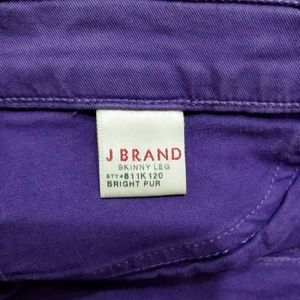 J BRAND
SKINNY LEG
STY#811K120
BRIGHT PUR